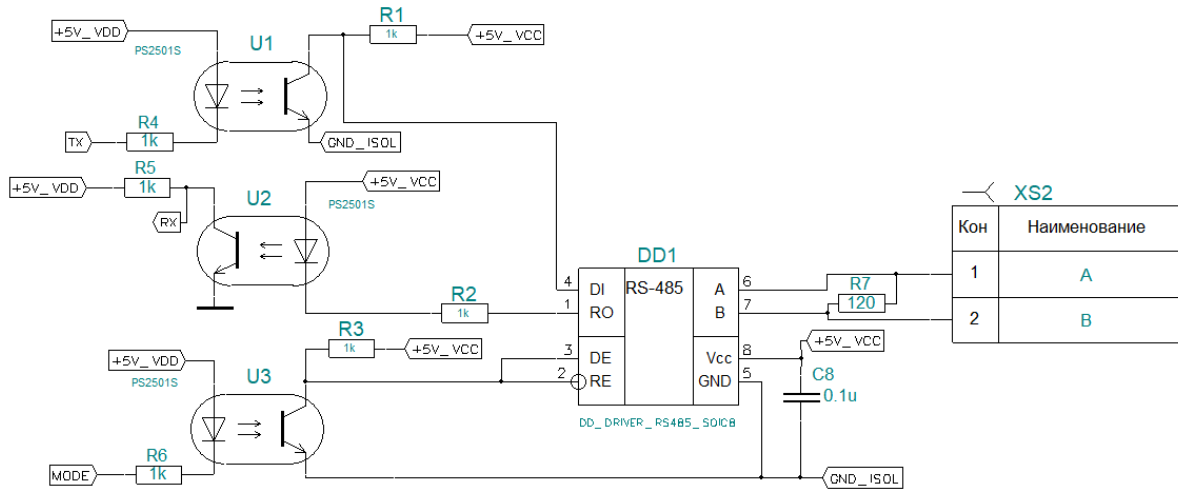 +5V_VDD
PS2501S
U1
R1
1k
+5V_VCC
TX
R4
1k
GND_ISOL
+5V_VDD
R5
1k
RX
U2
+5V_VCC
PS2501S
R2
1k
R3
1k
+5V_VCC
+5V_VDD
PS2501S
U3
MODE
R6
1k
DD1
RS-485
4 DI
1 RO
3 DE
2 RE
A 6
B 7
Vcc 8
GND 5
DD_DRIVER_RS485_SOIC8
R7
120
+5V_VCC
C8
0.1u
GND_ISOL
XS2
Кон Наименование
1 A
2 B